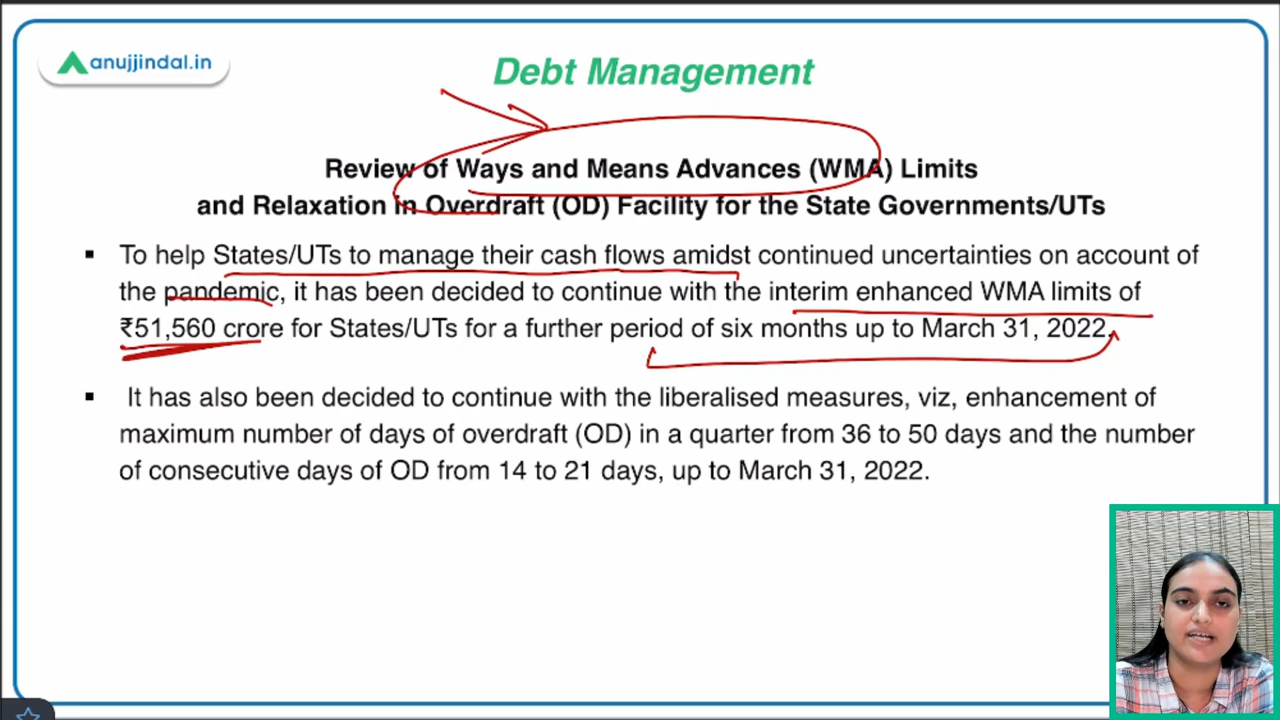 anujjindal.in
Debt Management
Review of Ways and Means Advances (WMA) Limits
and Relaxation in Overdraft (OD) Facility for the State Governments/UTs
▪ To help States/UTs to manage their cash flows amidst continued uncertainties on account of
the pandemic, it has been decided to continue with the interim enhanced WMA limits of
₹51,560 crore for States/UTs for a further period of six months up to March 31, 2022.
▪ It has also been decided to continue with the liberalised measures, viz, enhancement of
maximum number of days of overdraft (OD) in a quarter from 36 to 50 days and the number
of consecutive days of OD from 14 to 21 days, up to March 31, 2022.